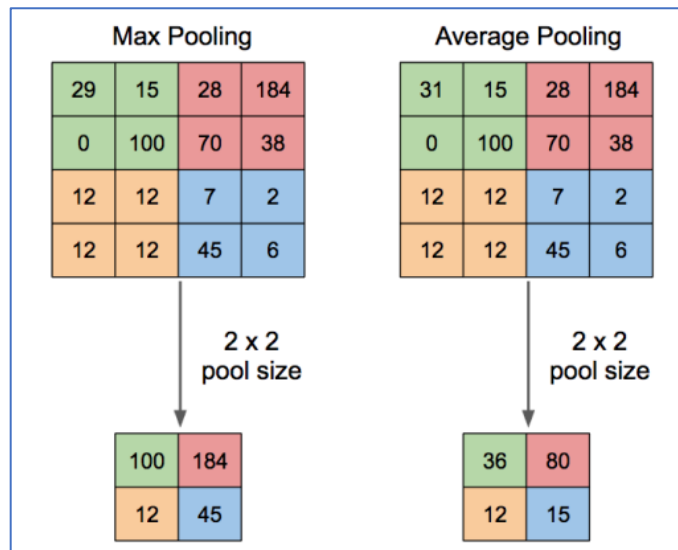 Max Pooling
29 15 28 184
0 100 70 38
12 12 7 2
12 12 45 6
2 x 2
pool size
100 184
12 45
Average Pooling
31 15 28 184
0 100 70 38
12 12 7 2
12 12 45 6
2 x 2
pool size
36 80
12 15